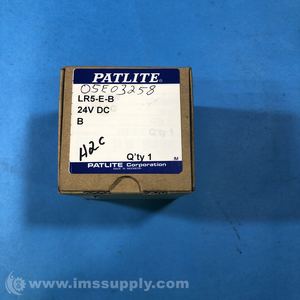 PATLITE
05E03258
LR5-E-B
24V DC
B
H2C
Q'ty 1
M
PATLITE Corporation
© www.imssupply.com